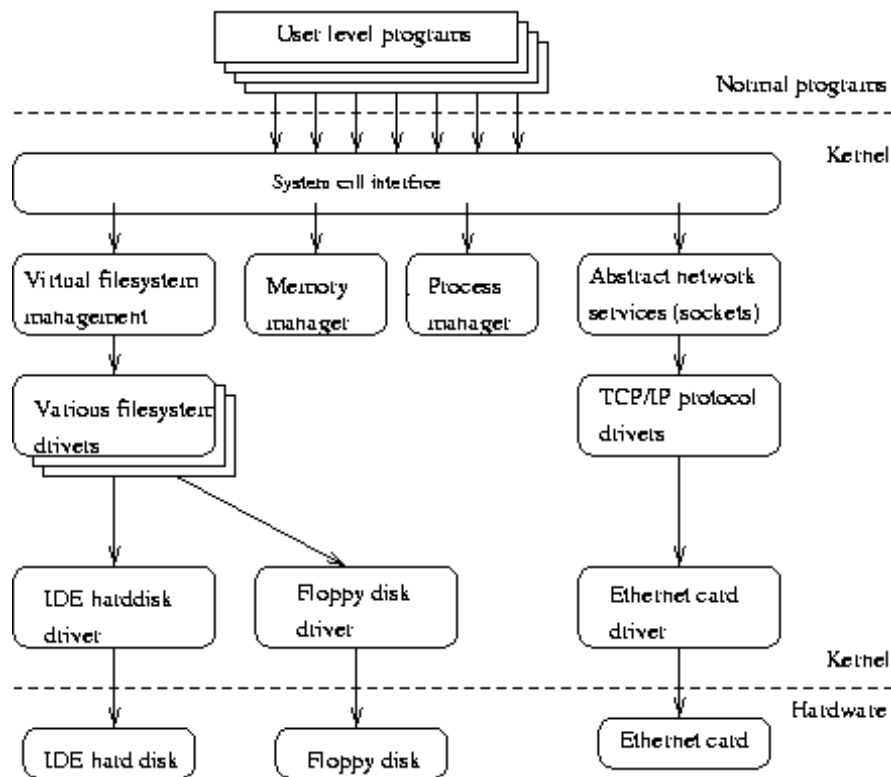 User level programs
Normal programs
Kernel
System call interface
Virtual filesystem
management
Memory
manager
Process
manager
Abstract network
services (sockets)
Various filesystem
drivers
TCP/IP protocol
drivers
IDE harddisk
driver
Floppy disk
driver
Ethernet card
driver
Kernel
Hardware
IDE hard disk
Floppy disk
Ethernet card